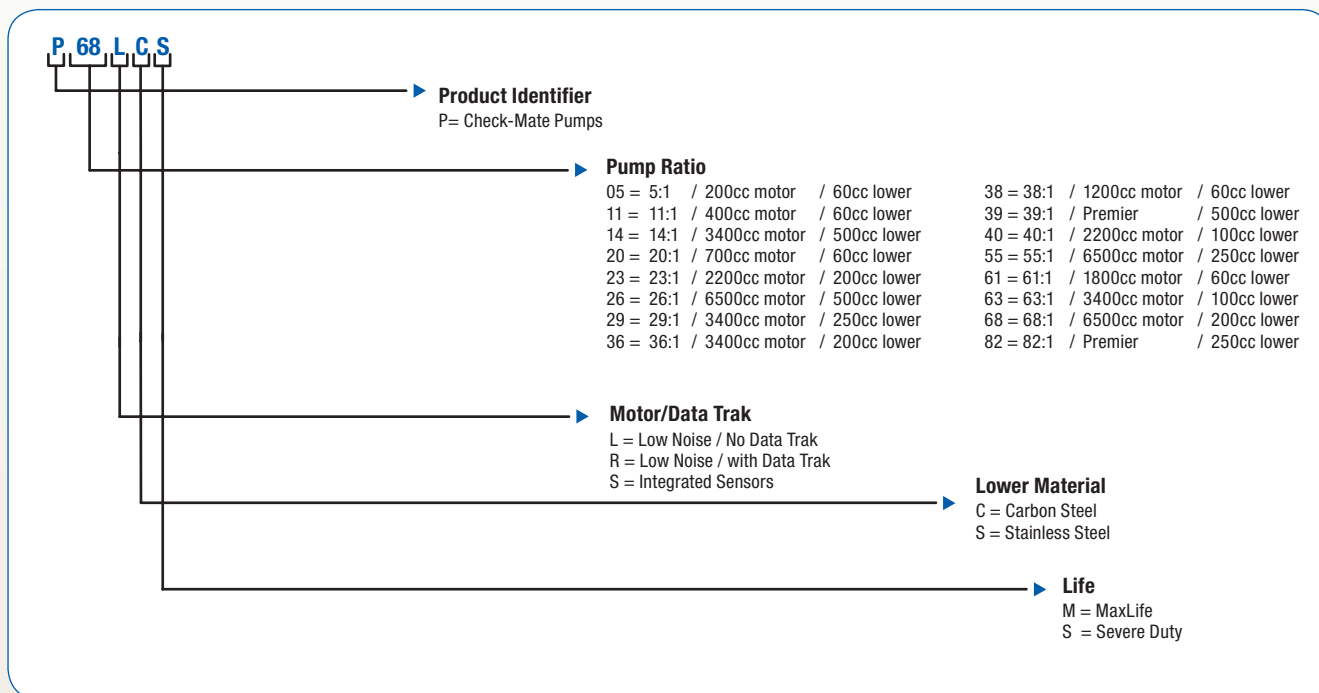 P 68 L C S
Product Identifier
P= Check-Mate Pumps
Pump Ratio
05 = 5:1 / 200cc motor / 60cc lower
11 = 11:1 / 400cc motor / 60cc lower
14 = 14:1 / 3400cc motor / 500cc lower
20 = 20:1 / 700cc motor / 60cc lower
23 = 23:1 / 2200cc motor / 200cc lower
26 = 26:1 / 6500cc motor / 500cc lower
29 = 29:1 / 3400cc motor / 250cc lower
36 = 36:1 / 3400cc motor / 200cc lower
38 = 38:1 / 1200cc motor / 60cc lower
39 = 39:1 / Premier / 500cc lower
40 = 40:1 / 2200cc motor / 100cc lower
55 = 55:1 / 6500cc motor / 250cc lower
61 = 61:1 / 1800cc motor / 60cc lower
63 = 63:1 / 3400cc motor / 100cc lower
68 = 68:1 / 6500cc motor / 200cc lower
82 = 82:1 / Premier / 250cc lower
Motor/Data Trak
L = Low Noise / No Data Trak
R = Low Noise / with Data Trak
S = Integrated Sensors
Lower Material
C = Carbon Steel
S = Stainless Steel
Life
M = MaxLife
S = Severe Duty